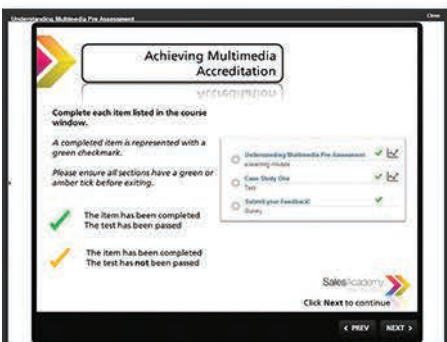 Understanding Multimedia Pre Assessment
Close
Achieving Multimedia
Accreditation
Complete each item listed in the course
window.
A completed item is represented with a
green checkmark.
Please ensure all sections have a green or
amber tick before exiting.
The item has been completed
The test has been passed
The item has been completed
The test has not been passed
Understanding Multimedia Pre Assessment
eLearning module
Case Study One
Test
Submit your Feedback!
Survey
SalesAcademy
Click Next to continue
< PREV
NEXT >